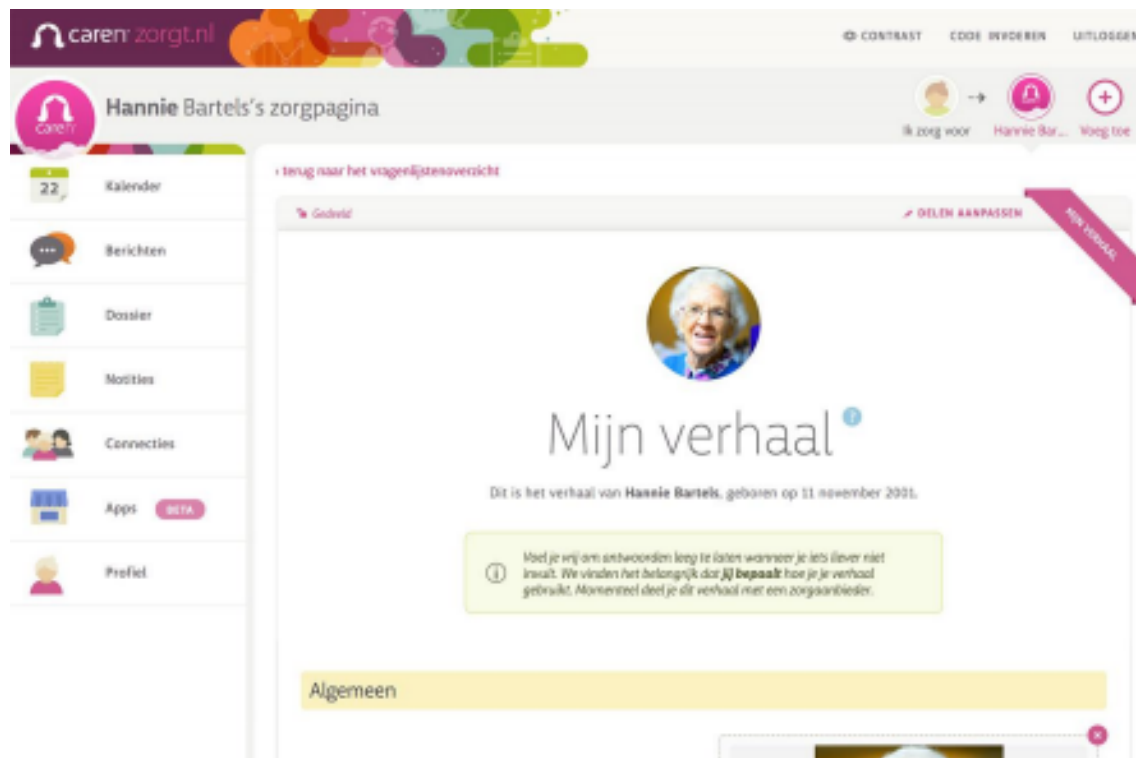 caren zorgt.nl
CONTRAST CODE INVOEREN UITLOGGEN
Hannie Bartels's zorgpagina
caren
Ik zorg voor Hannie Bar... Voeg toe
‹ terug naar het vragenlijstenoverzicht
22 Kalender
Gedeeld
DELEN AANPASSEN
MIJN VERHAAL
Berichten
Dossier
Notities
Connecties
Apps BETA
Profiel
Mijn verhaal ?
Dit is het verhaal van Hannie Bartels, geboren op 11 november 2001.
Voel je vrij om antwoorden leeg te laten wanneer je iets liever niet
invult. We vinden het belangrijk dat jij bepaalt hoe je je verhaal
gebruikt. Momenteel deel je dit verhaal met een zorgaanbieder.
Algemeen